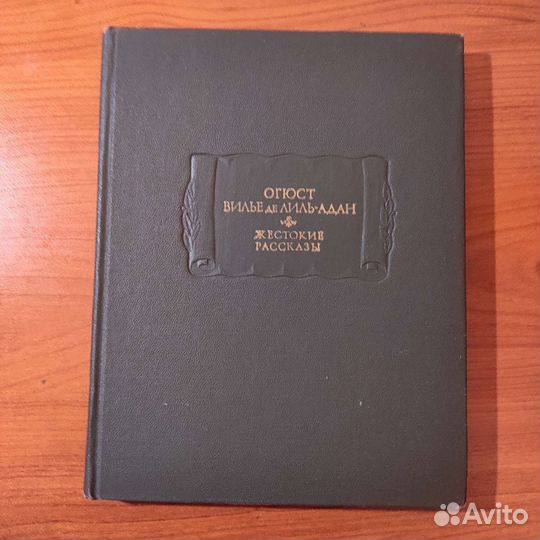 ОГЮСТ
ВИЛЬЕ ДЕ ЛИЛЬ-АДАН
ЖЕСТОКИЕ
РАССКАЗЫ
Avito